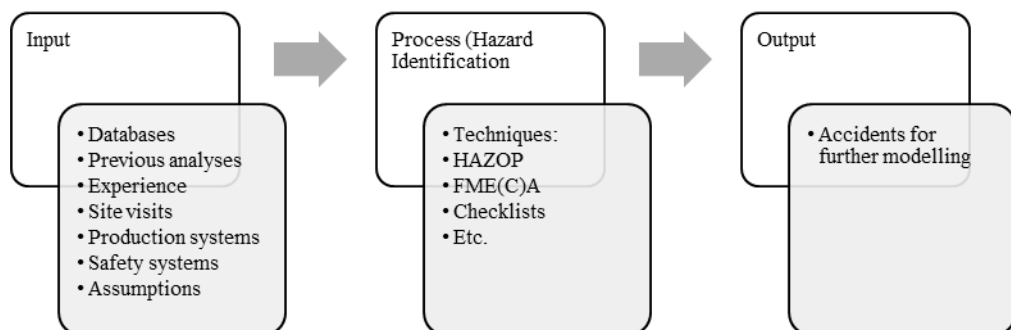 Input
• Databases
• Previous analyses
• Experience
• Site visits
• Production systems
• Safety systems
• Assumptions
Process (Hazard
Identification
• Techniques:
• HAZOP
• FME(C)A
• Checklists
• Etc.
Output
• Accidents for
further modelling